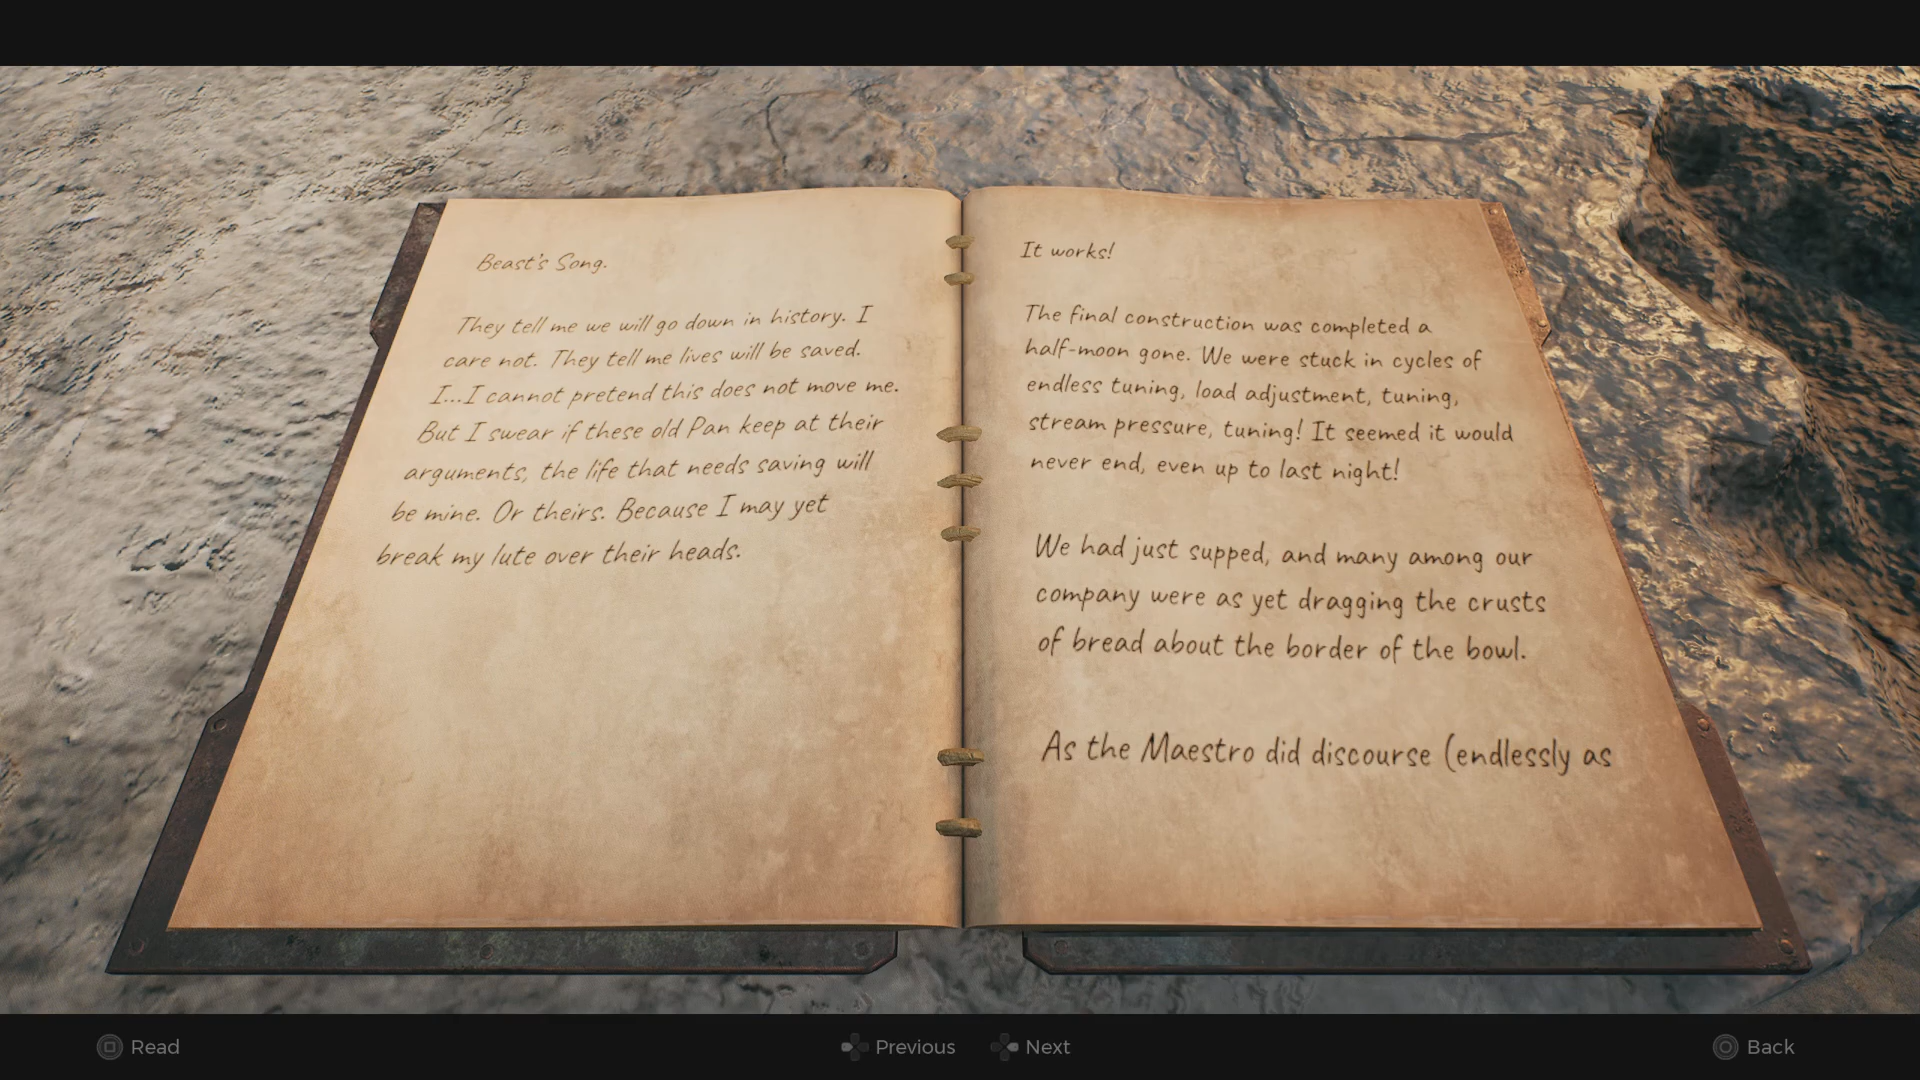 Beast's Song.
They tell me we will go down in history. I
care not. They tell me lives will be saved.
I...I cannot pretend this does not move me.
But I swear if these old Pan keep at their
arguments, the life that needs saving will
be mine. Or theirs. Because I may yet
break my lute over their heads.
It works!
The final construction was completed a
half-moon gone. We were stuck in cycles of
endless tuning, load adjustment, tuning,
stream pressure, tuning! It seemed it would
never end, even up to last night!
We had just supped, and many among our
company were as yet dragging the crusts
of bread about the border of the bowl.
As the Maestro did discourse (endlessly as
Read
Previous
Next
Back